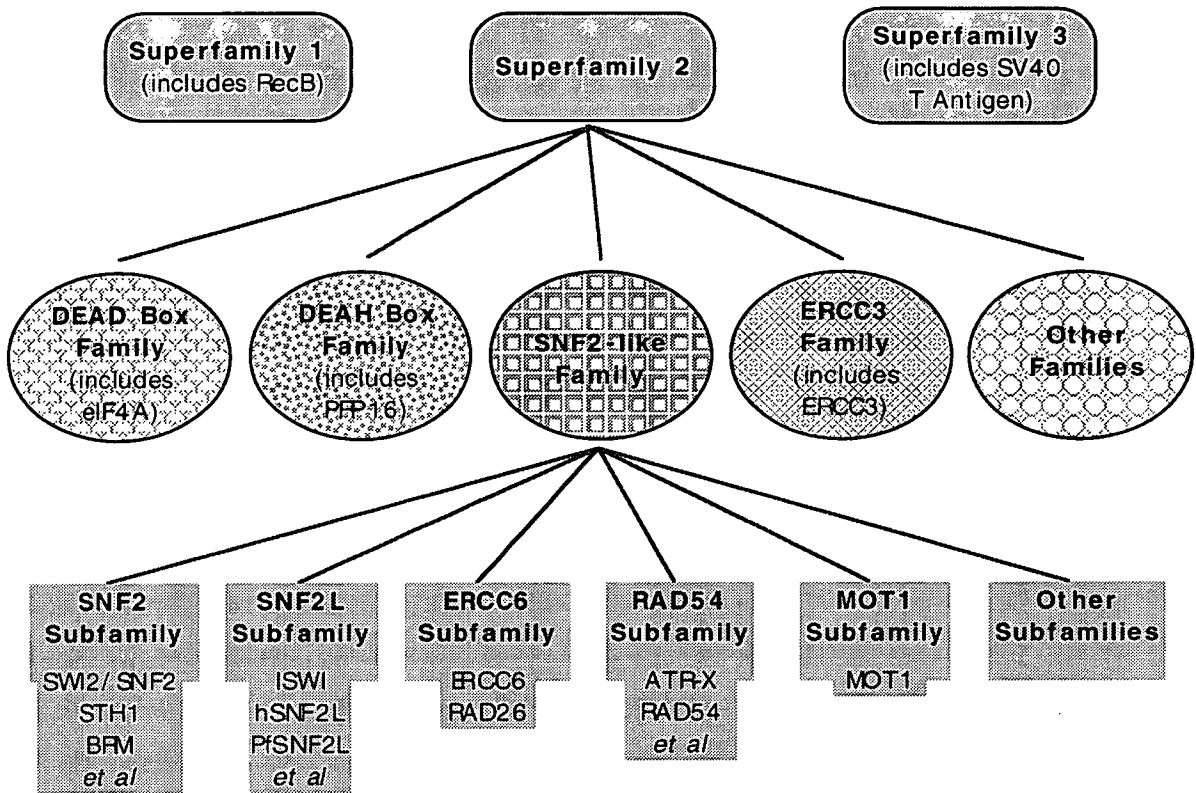 Superfamily 1
(includes RecB)
Superfamily 2
Superfamily 3
(includes SV40
T Antigen)
DEAD Box
Family
(includes
eIF4A)
DEAH Box
Family
(includes
PRP16)
SNF2-like
Family
ERCC3
Family
(includes
ERCC3)
Other
Families
SNF2
Subfamily
SWI2/SNF2
STH1
BRM
et al
SNF2L
Subfamily
ISWI
hSNF2L
PfSNF2L
et al
ERCC6
Subfamily
ERCC6
RAD26
RAD54
Subfamily
ATR-X
RAD54
et al
MOT1
Subfamily
MOT1
Other
Subfamilies